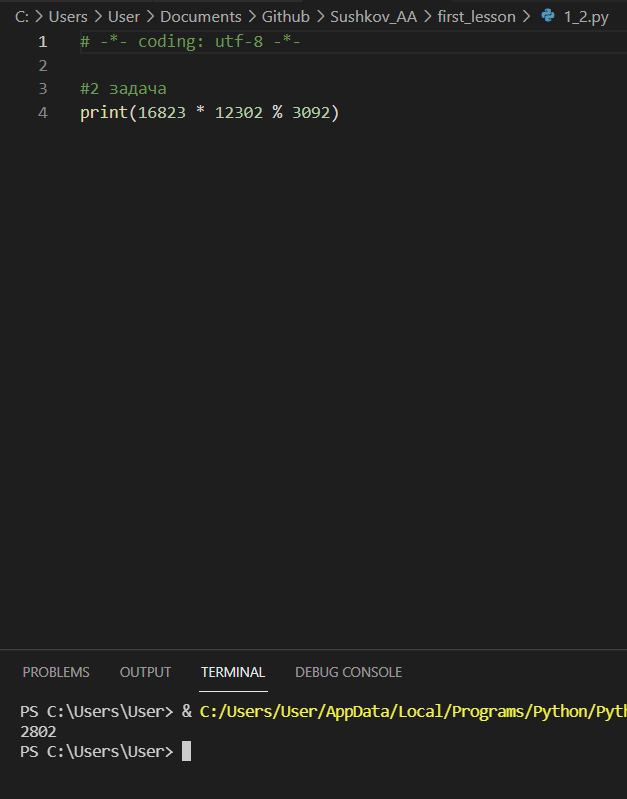 C: > Users > User > Documents > Github > Sushkov_AA > first_lesson > 1_2.py
1 # -*- coding: utf-8 -*-
2
3 #2 задача
4 print(16823 * 12302 % 3092)
PROBLEMS OUTPUT TERMINAL DEBUG CONSOLE
PS C:\Users\User> & C:/Users/User/AppData/Local/Programs/Python/Pyth
2802
PS C:\Users\User>